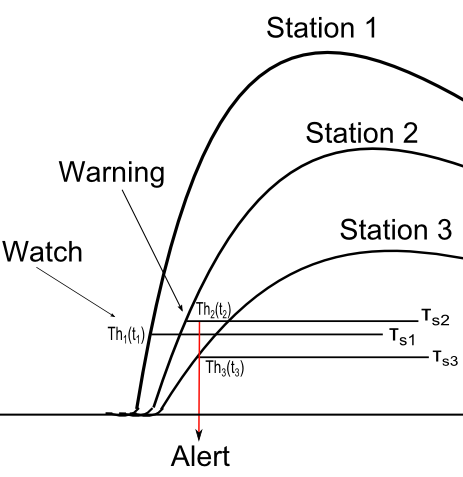 Station 1
Station 2
Warning
Station 3
Watch
Th₂(t₂)
Tₛ₂
Th₁(t₁)
Tₛ₁
Tₛ₃
Th₃(t₃)
Alert